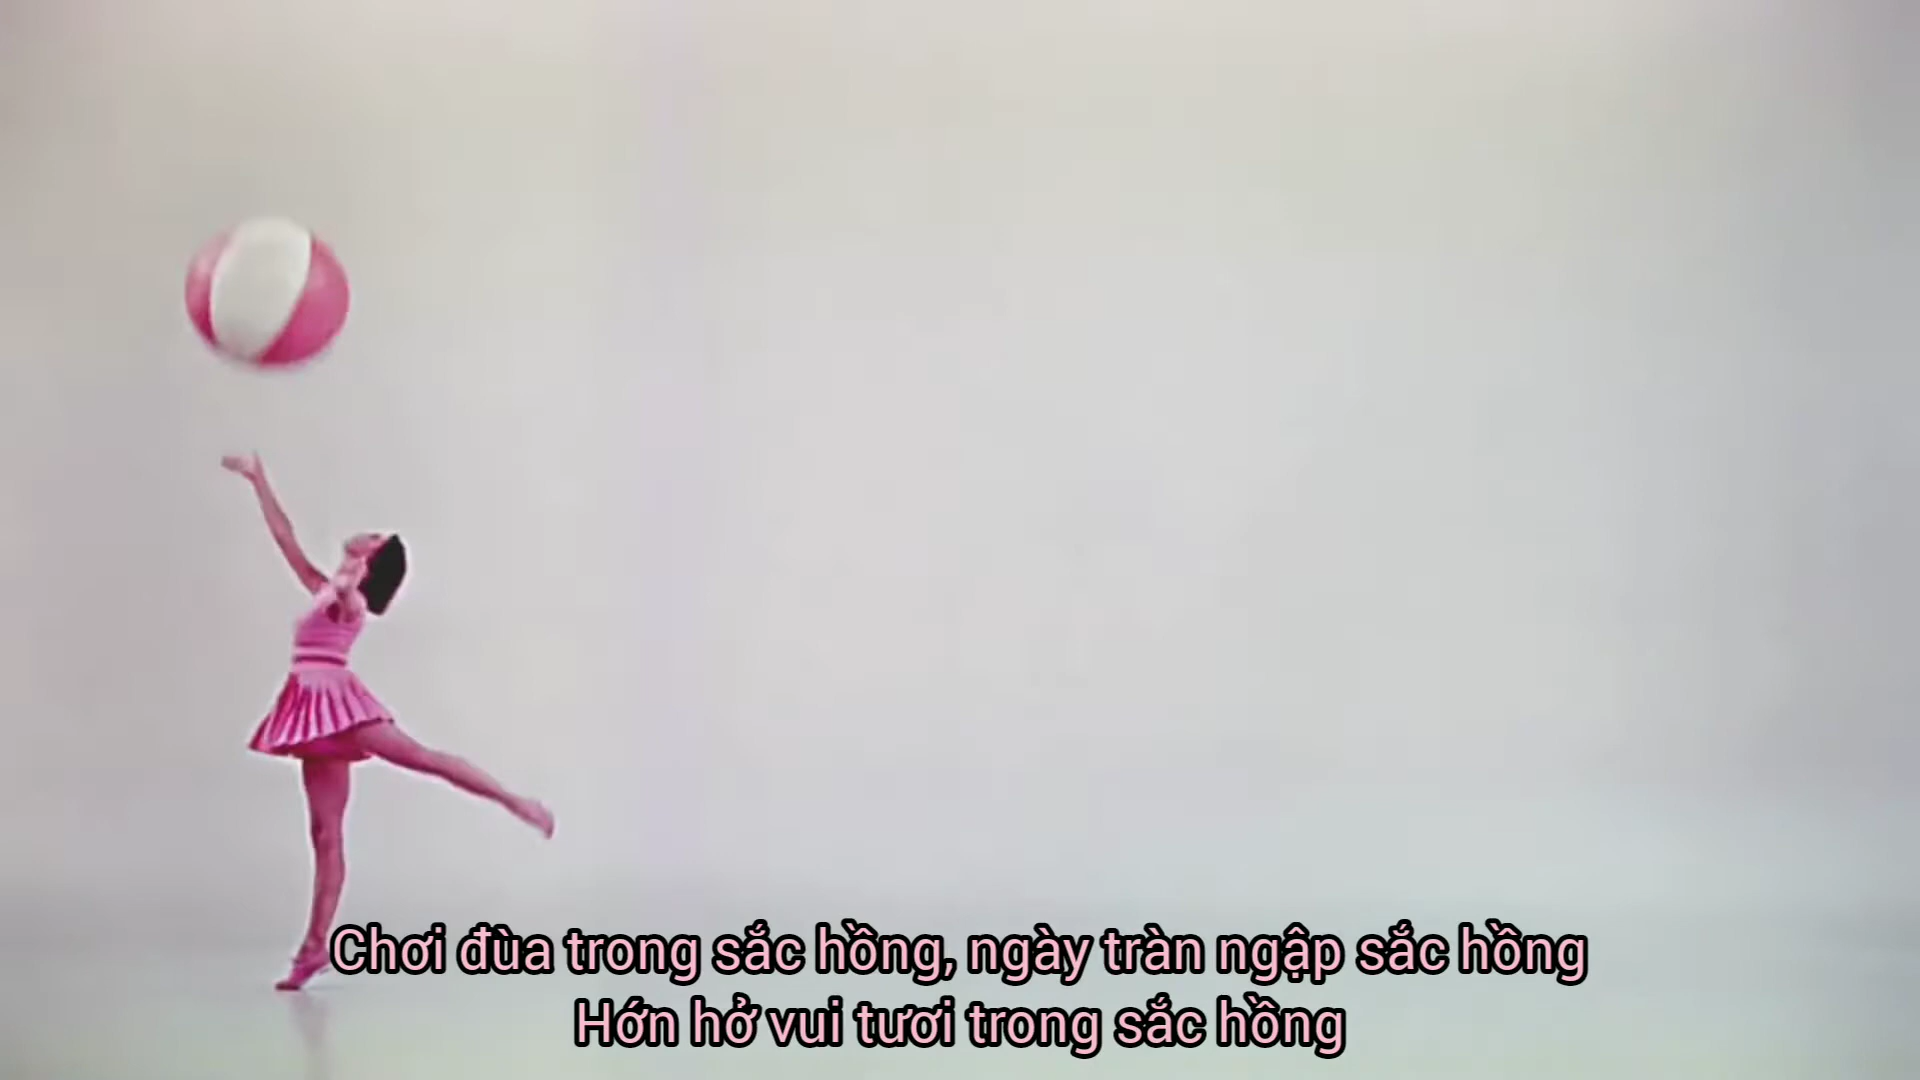 Chơi đùa trong sắc hồng, ngày tràn ngập sắc hồng
Hớn hở vui tươi trong sắc hồng